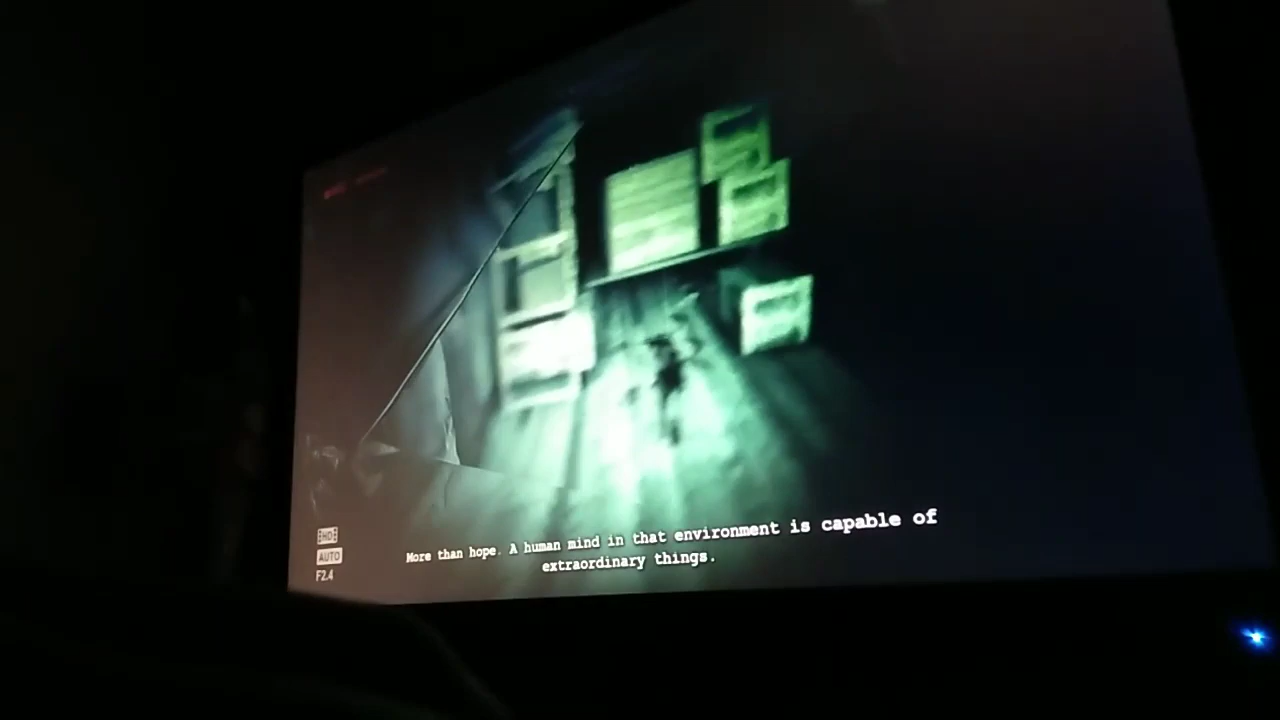 HD
AUTO
F2.4
More than hope. A human mind in that environment is capable of
extraordinary things.